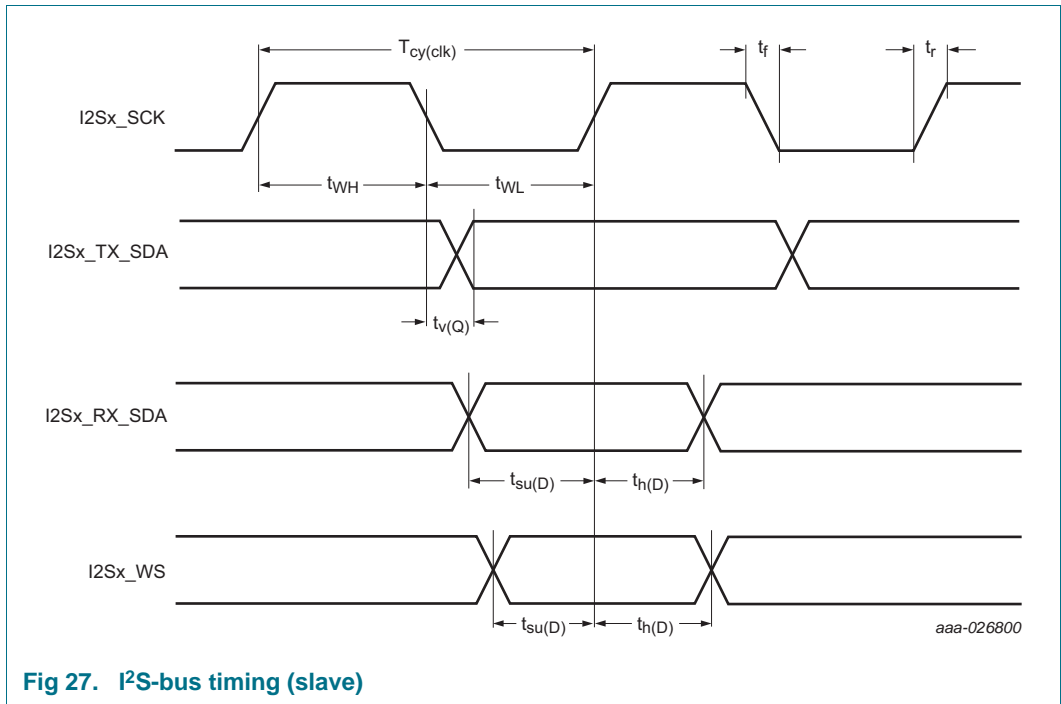 T_cy(clk)
t_f
t_r
I2Sx_SCK
t_WH
t_WL
I2Sx_TX_SDA
t_v(Q)
I2Sx_RX_SDA
t_su(D)
t_h(D)
I2Sx_WS
t_su(D)
t_h(D)
aaa-026800
Fig 27. I²S-bus timing (slave)